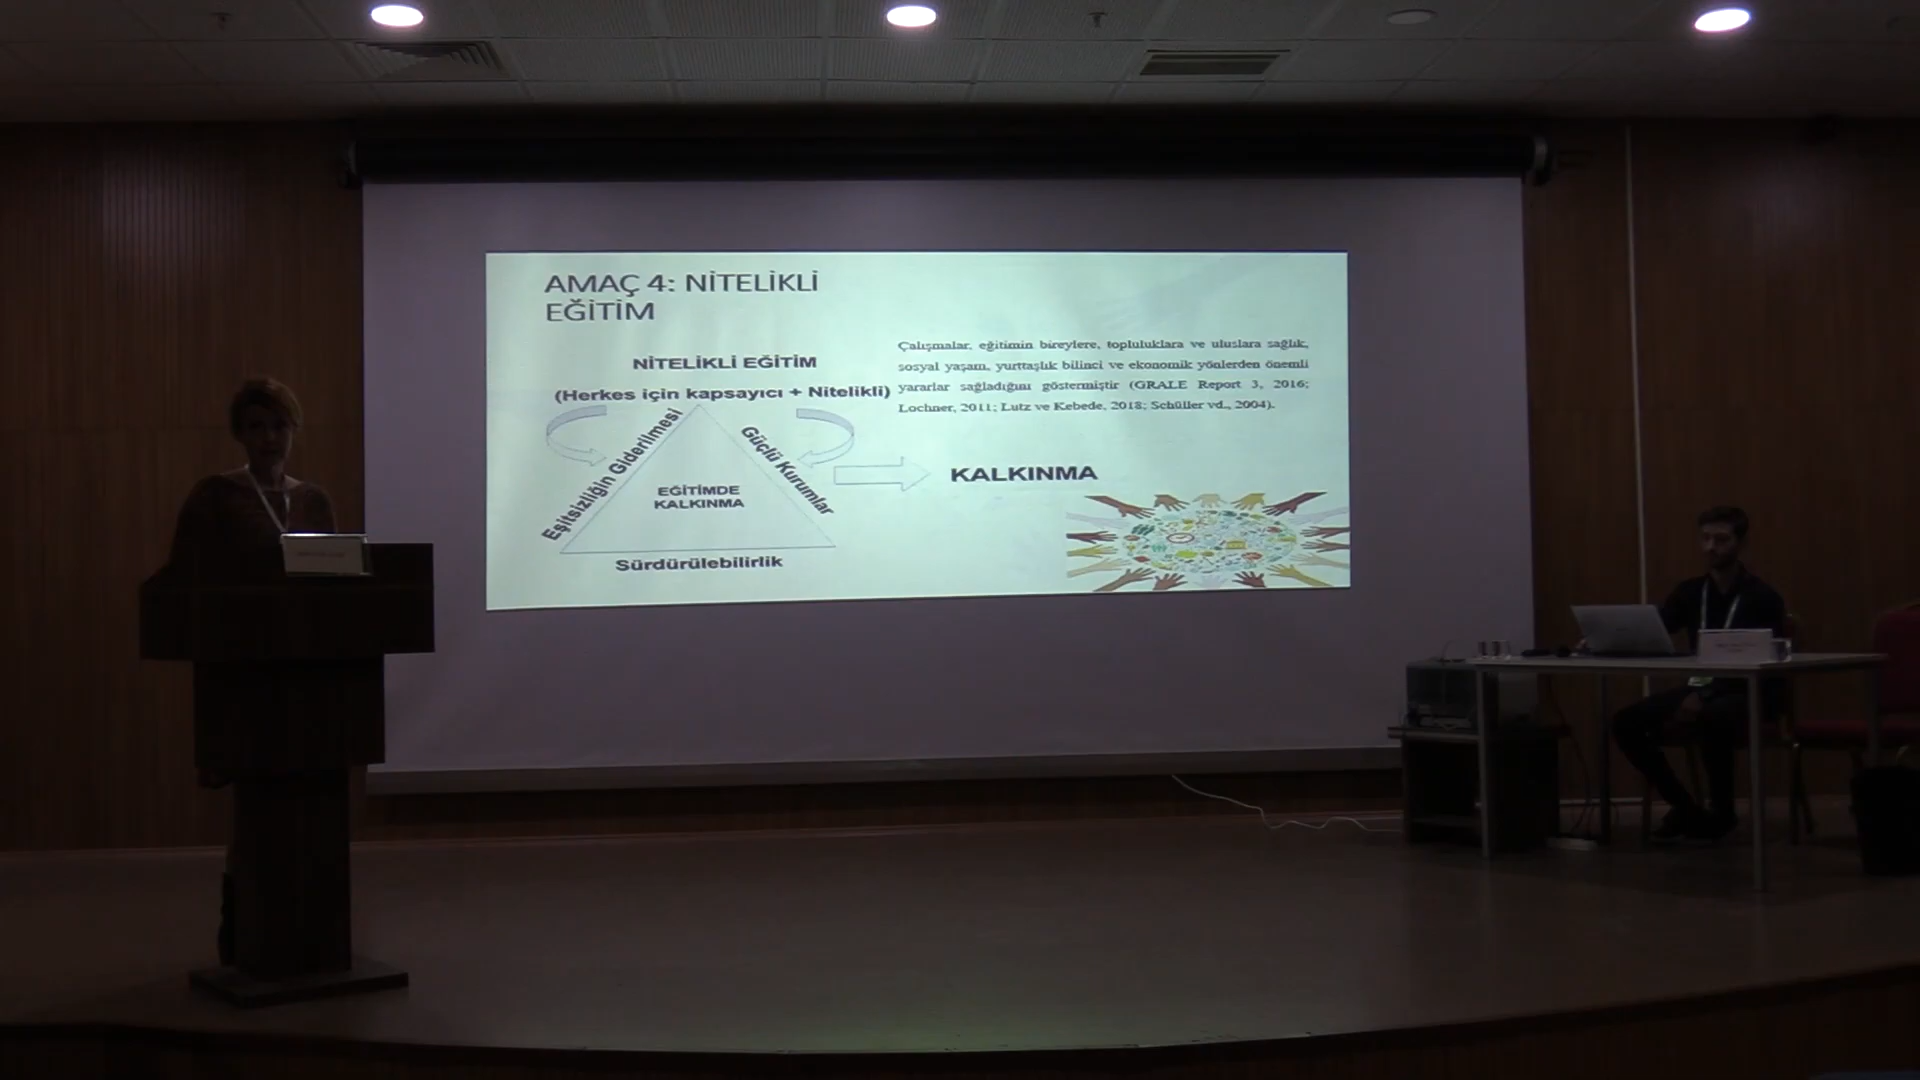 AMAÇ 4: NİTELİKLİ
EĞİTİM
NİTELİKLİ EĞİTİM
(Herkes için kapsayıcı + Nitelikli)
Eşitsizliğin Giderilmesi
Güçlü Kurumlar
EĞİTİMDE
KALKINMA
Sürdürülebilirlik
Çalışmalar, eğitimin bireylere, topluluklara ve uluslara sağlık,
sosyal yaşam, yurttaşlık bilinci ve ekonomik yönlerden önemli
yararlar sağladığını göstermiştir (GRALE Report 3, 2016;
Lochner, 2011; Lutz ve Kebede, 2018; Schüller vd., 2004).
KALKINMA